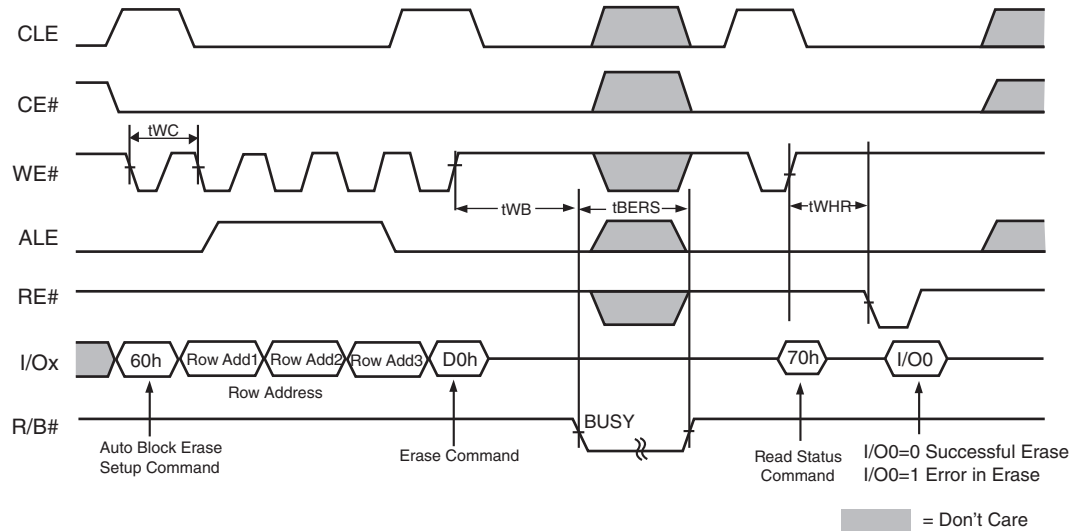 CLE
CE#
tWC
WE#
tWB
tBERS
tWHR
ALE
RE#
I/Ox
60h
Row Add1
Row Add2
Row Add3
D0h
70h
I/O0
Row Address
R/B#
BUSY
Auto Block Erase
Setup Command
Erase Command
Read Status
Command
I/O0=0 Successful Erase
I/O0=1 Error in Erase
= Don't Care